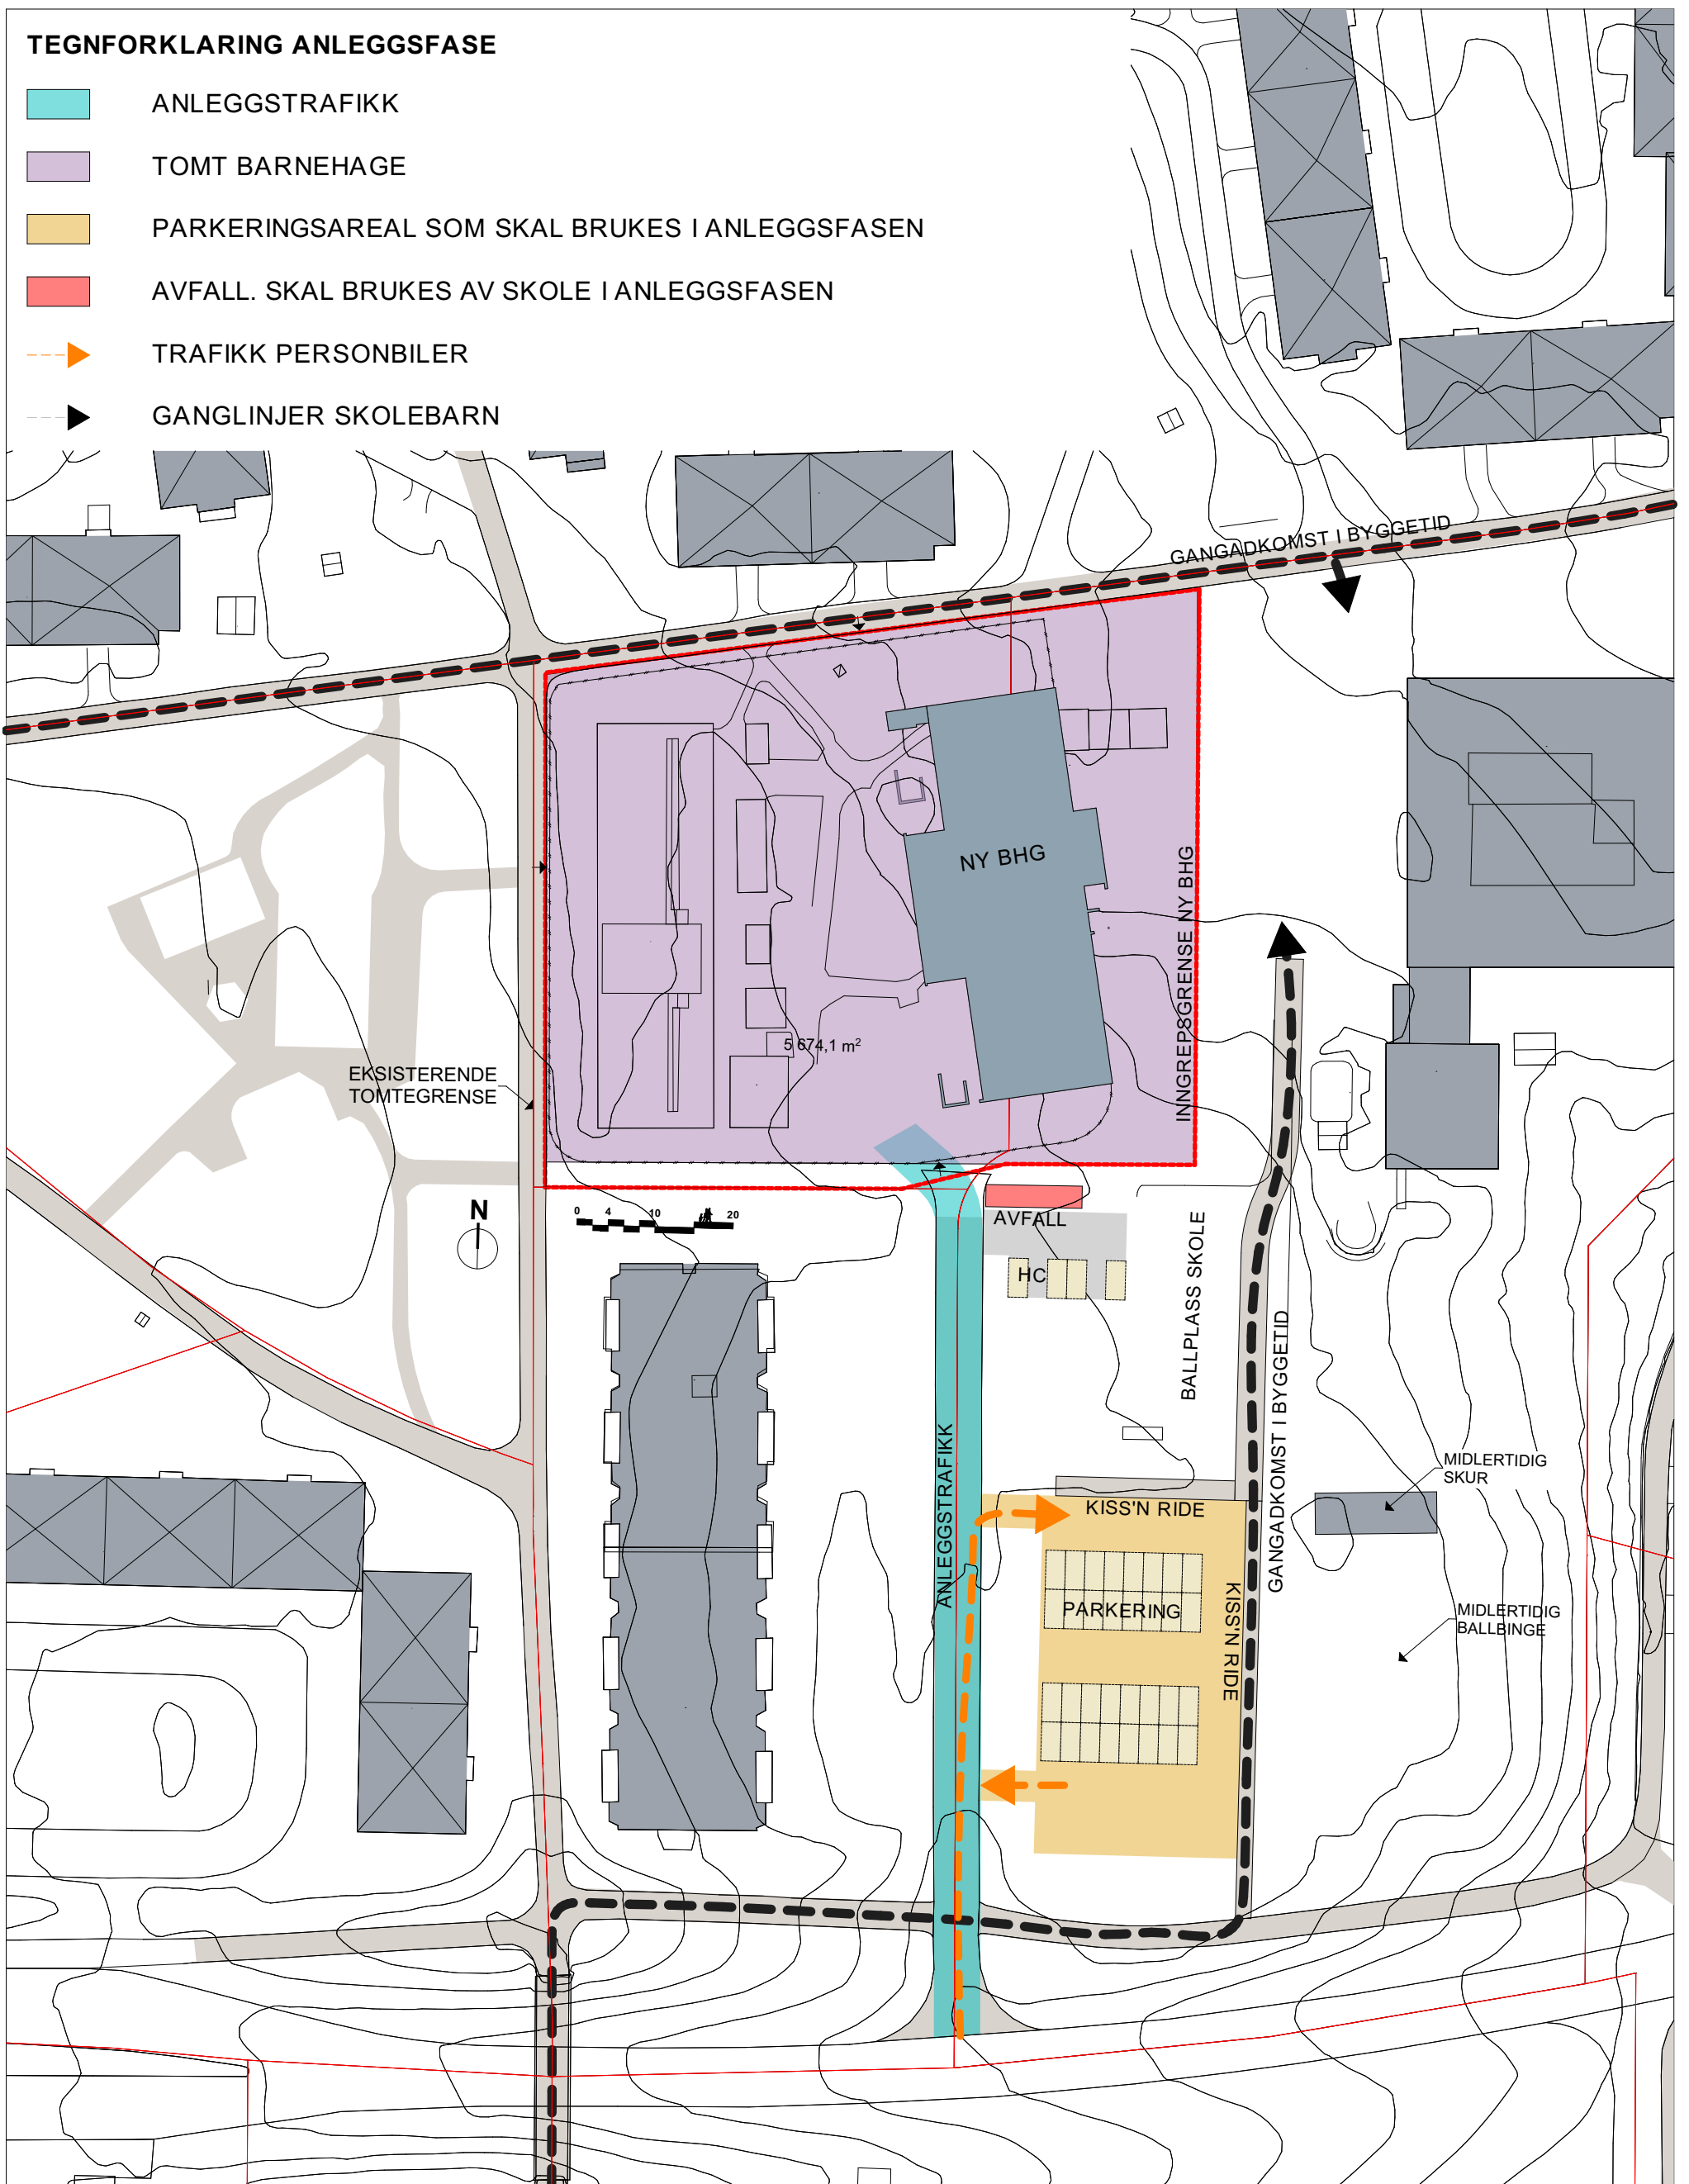 TEGNFORKLARING ANLEGGSFASE
ANLEGGSTRAFIKK
TOMT BARNEHAGE
PARKERINGSAREAL SOM SKAL BRUKES I ANLEGGSFASEN
AVFALL. SKAL BRUKES AV SKOLE I ANLEGGSFASEN
TRAFIKK PERSONBILER
GANGLINJER SKOLEBARN
GANGADKOMST I BYGGETID
NY BHG
INNGREPSGRENSE NY BHG
5 674,1 m²
EKSISTERENDE
TOMTEGRENSE
N
0 4 10 20
AVFALL
HC
BALLPLASS SKOLE
GANGADKOMST I BYGGETID
ANLEGGSTRAFIKK
KISS'N RIDE
PARKERING
KISS'N RIDE
MIDLERTIDIG
SKUR
MIDLERTIDIG
BALLBINGE